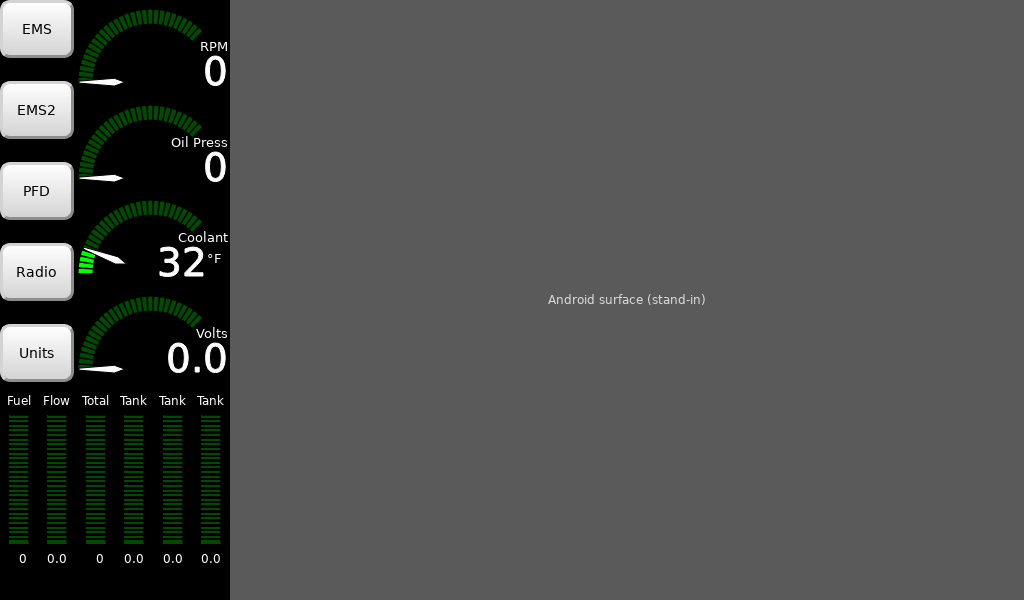 EMS
EMS2
PFD
Radio
Units
RPM
0
Oil Press
0
Coolant
32 °F
Volts
0.0
Fuel Flow Total Tank Tank Tank
0 0.0 0 0.0 0.0 0.0
Android surface (stand-in)